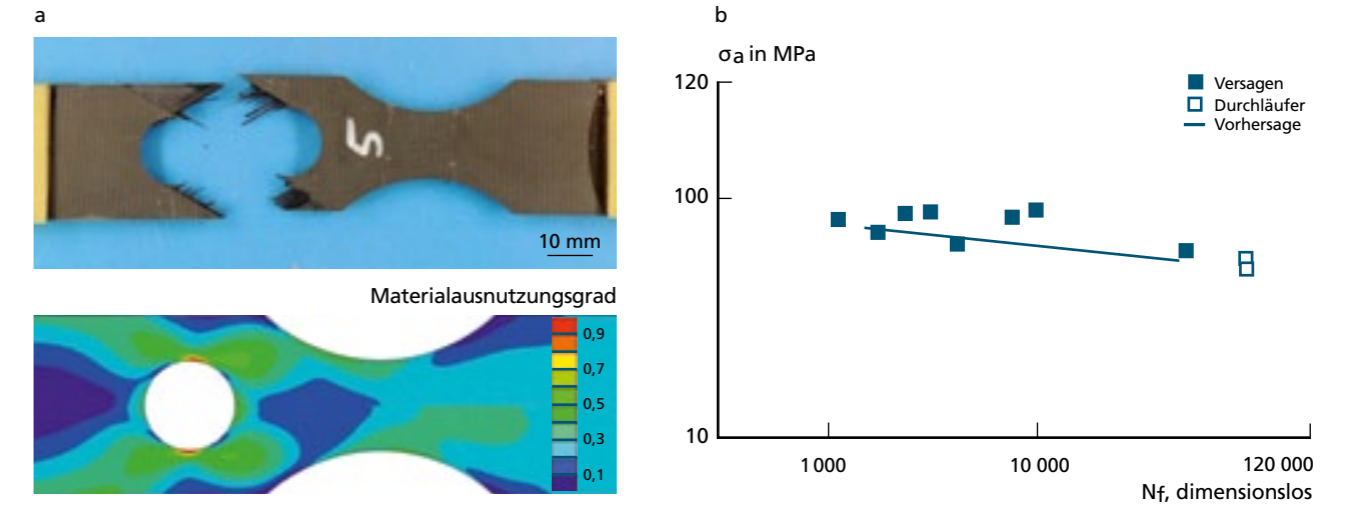 a
5
10 mm
Materialausnutzungsgrad
0,9
0,7
0,5
0,3
0,1
b
σa in MPa
120
100
10
Versagen
Durchläufer
Vorhersage
1 000
10 000
120 000
Nf, dimensionslos